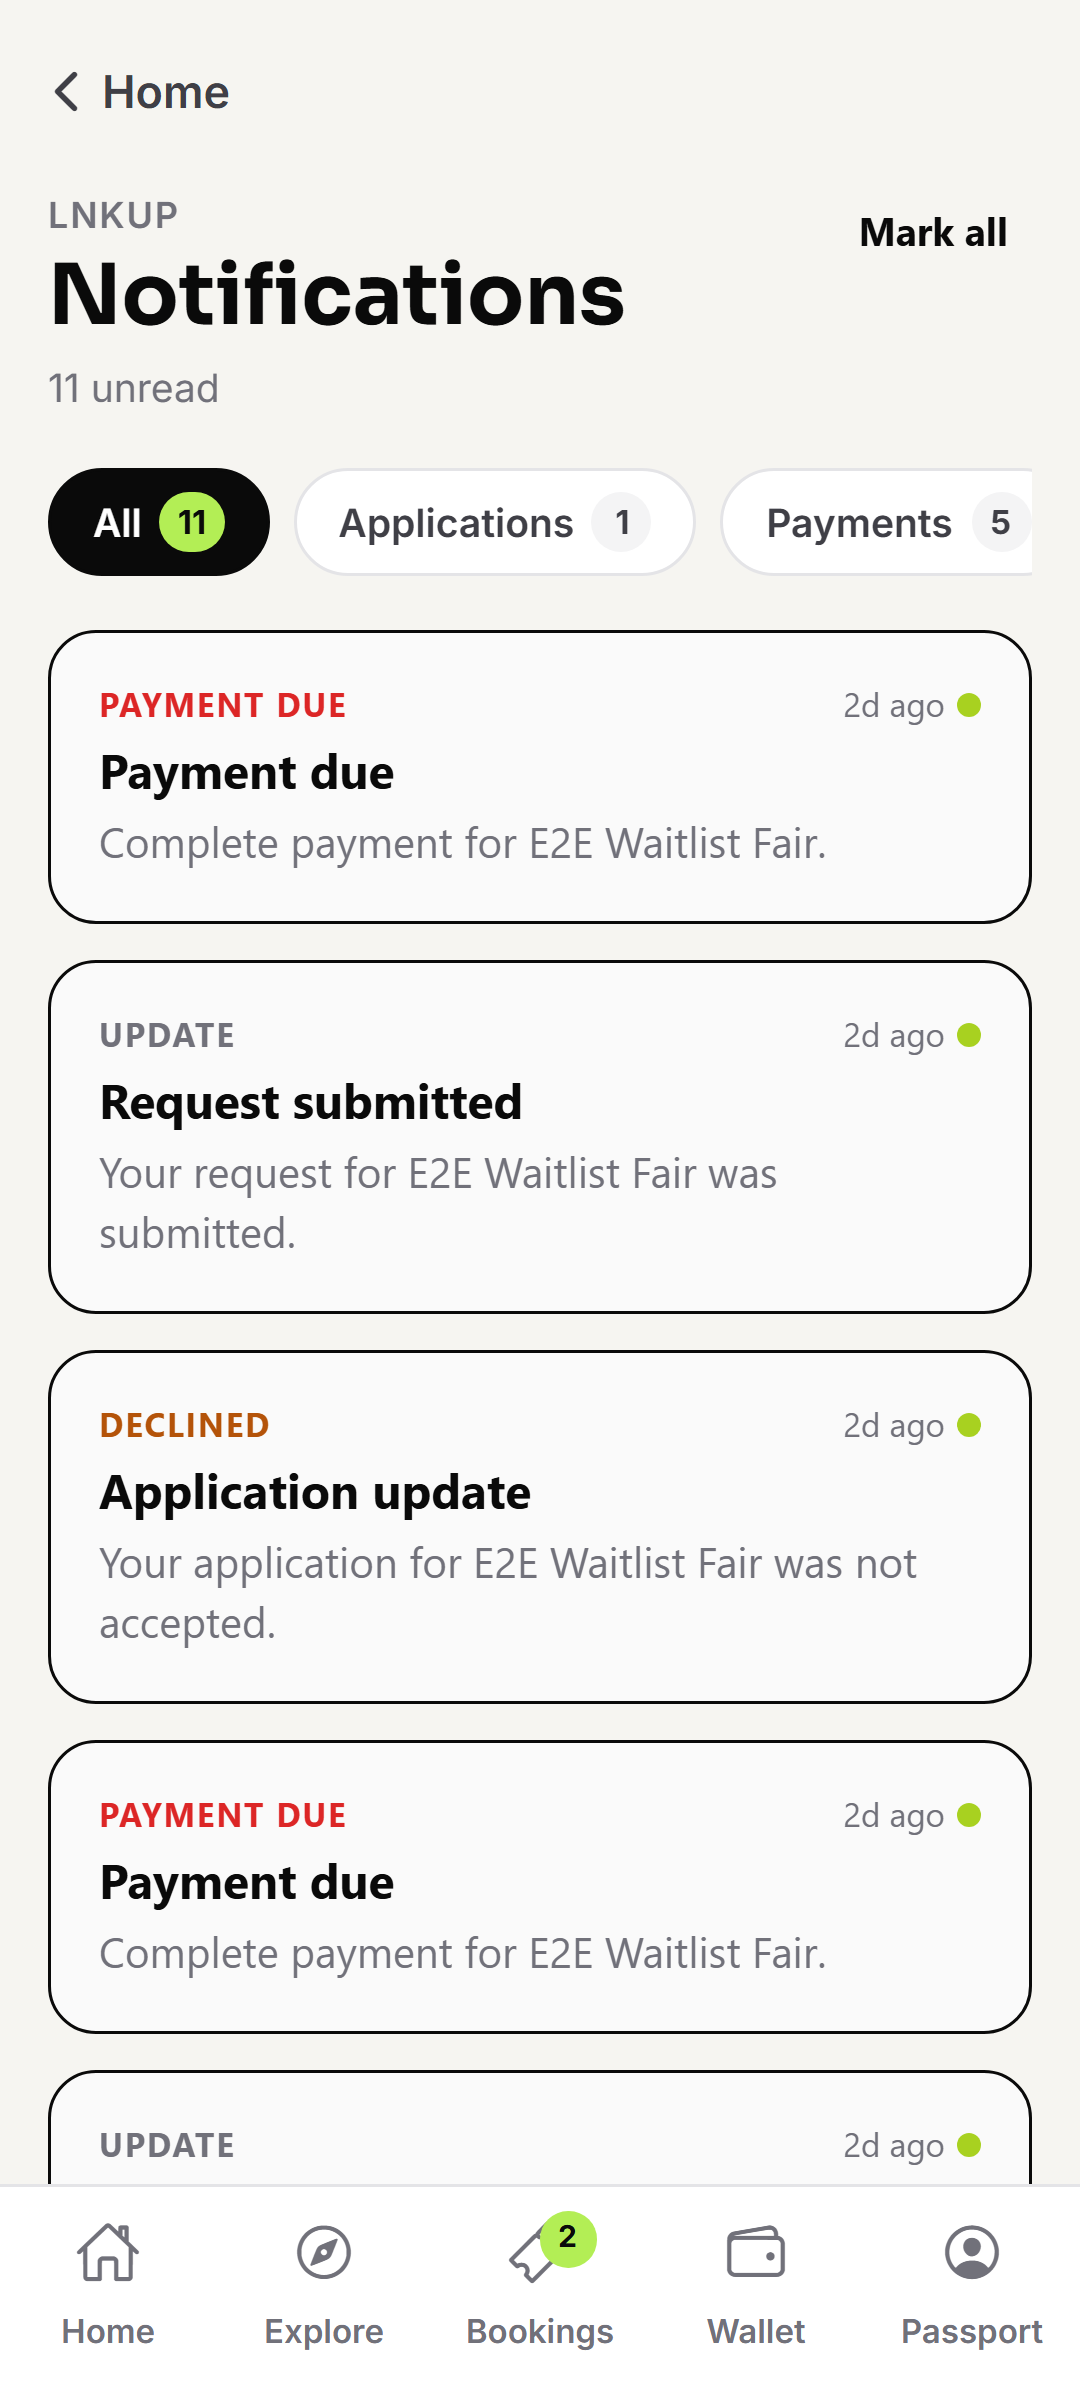 Home
LNKUP
Mark all
Notifications
11 unread
All 11 Applications 1 Payments 5
PAYMENT DUE 2d ago
Payment due
Complete payment for E2E Waitlist Fair.
UPDATE 2d ago
Request submitted
Your request for E2E Waitlist Fair was
submitted.
DECLINED 2d ago
Application update
Your application for E2E Waitlist Fair was not
accepted.
PAYMENT DUE 2d ago
Payment due
Complete payment for E2E Waitlist Fair.
UPDATE 2d ago
2
Home Explore Bookings Wallet Passport